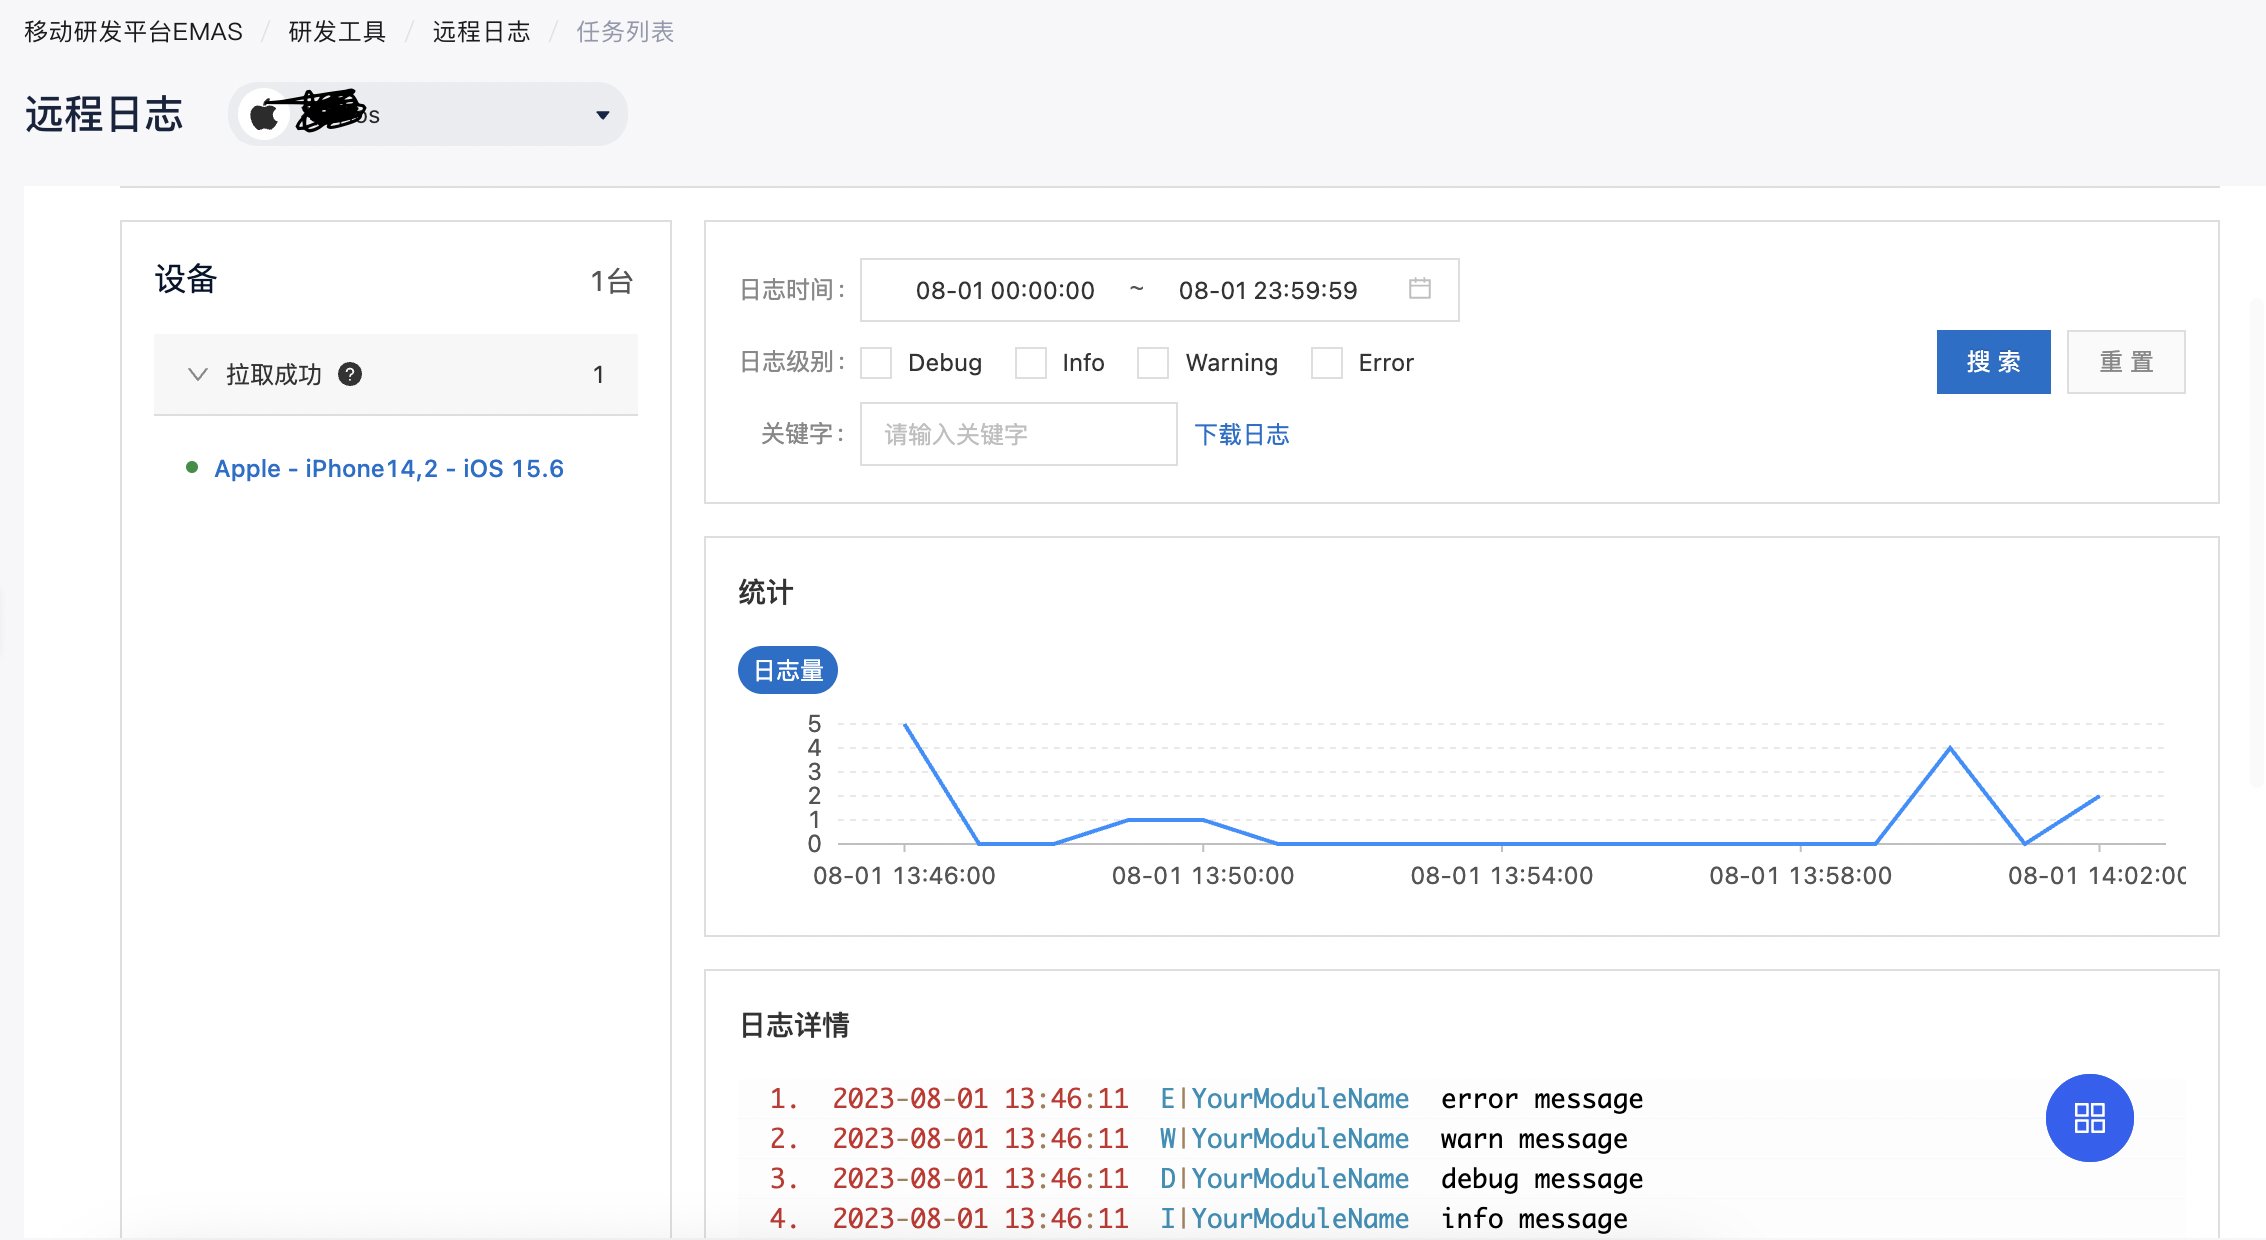 移动研发平台EMAS / 研发工具 / 远程日志 / 任务列表
远程日志
os
设备 1台
拉取成功 ? 1
Apple - iPhone14,2 - iOS 15.6
日志时间: 08-01 00:00:00 ~ 08-01 23:59:59
日志级别: Debug Info Warning Error
搜 索 重 置
关键字: 请输入关键字 下载日志
统计
日志量
5
4
3
2
1
0
08-01 13:46:00 08-01 13:50:00 08-01 13:54:00 08-01 13:58:00 08-01 14:02:00
日志详情
1. 2023-08-01 13:46:11 E|YourModuleName error message
2. 2023-08-01 13:46:11 W|YourModuleName warn message
3. 2023-08-01 13:46:11 D|YourModuleName debug message
4. 2023-08-01 13:46:11 I|YourModuleName info message